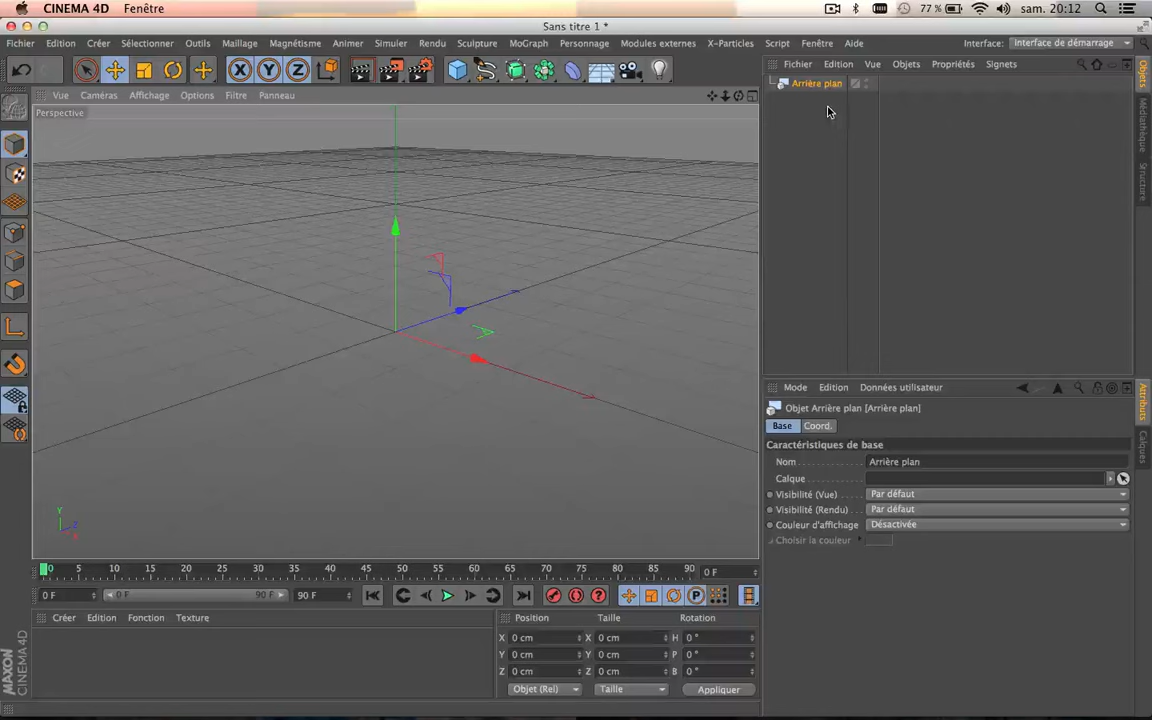 CINEMA 4D Fenêtre 77 % sam. 20:12
Sans titre 1 *
Fichier Edition Créer Sélectionner Outils Maillage Magnétisme Animer Simuler Rendu Sculpture MoGraph Personnage Modules externes X-Particles Script Fenêtre Aide Interface: Interface de démarrage
Fichier Edition Vue Objets Propriétés Signets
Arrière plan
Objets
Médiathèque
Structure
Vue Caméras Affichage Options Filtre Panneau
Perspective
X Y Z
Y
Z
X
Mode Edition Données utilisateur
Objet Arrière plan [Arrière plan]
Base Coord.
Caractéristiques de base
Nom Arrière plan
Calque
Visibilité (Vue) Par défaut
Visibilité (Rendu) Par défaut
Couleur d'affichage Désactivée
Choisir la couleur
Attributs
Calques
0 5 10 15 20 25 30 35 40 45 50 55 60 65 70 75 80 85 90 0 F
0 F 0 F 90 F 90 F
P
Créer Edition Fonction Texture
Position Taille Rotation
X 0 cm X 0 cm H 0 °
Y 0 cm Y 0 cm P 0 °
Z 0 cm Z 0 cm B 0 °
Objet (Rel) Taille Appliquer
MAXON
CINEMA 4D